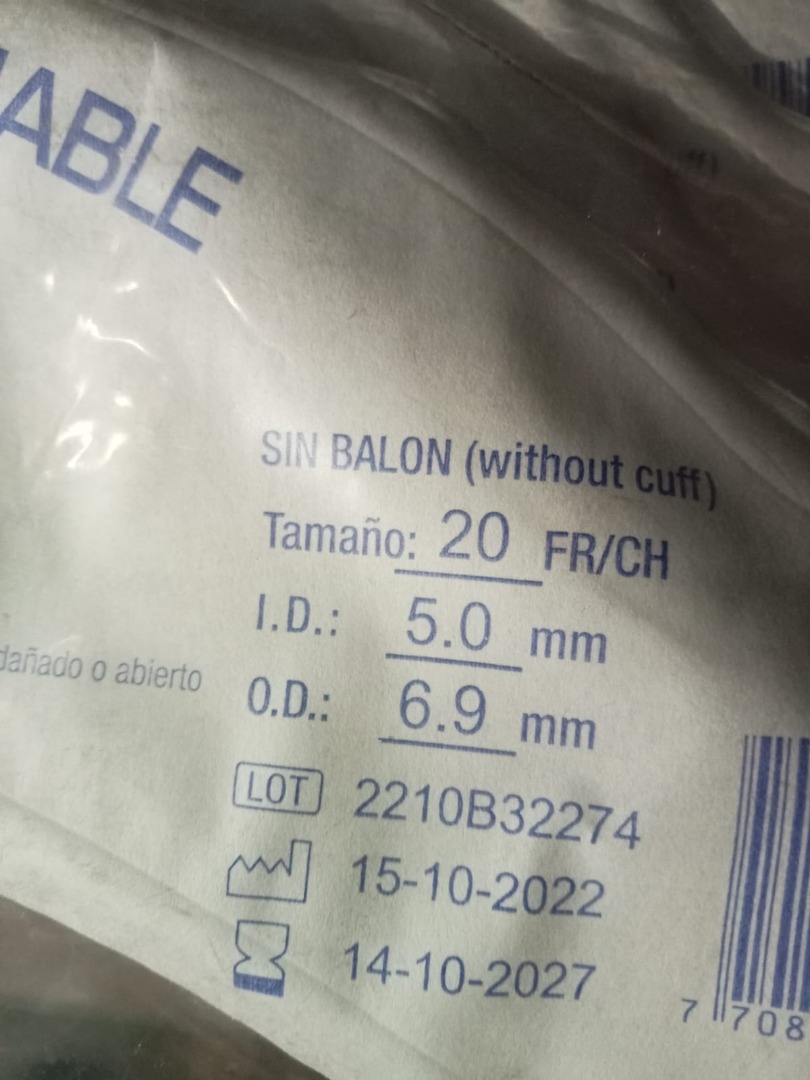 ABLE
SIN BALON (without cuff)
Tamaño: 20 FR/CH
I.D.: 5.0 mm
dañado o abierto
O.D.: 6.9 mm
LOT 2210B32274
15-10-2022
14-10-2027
7 708